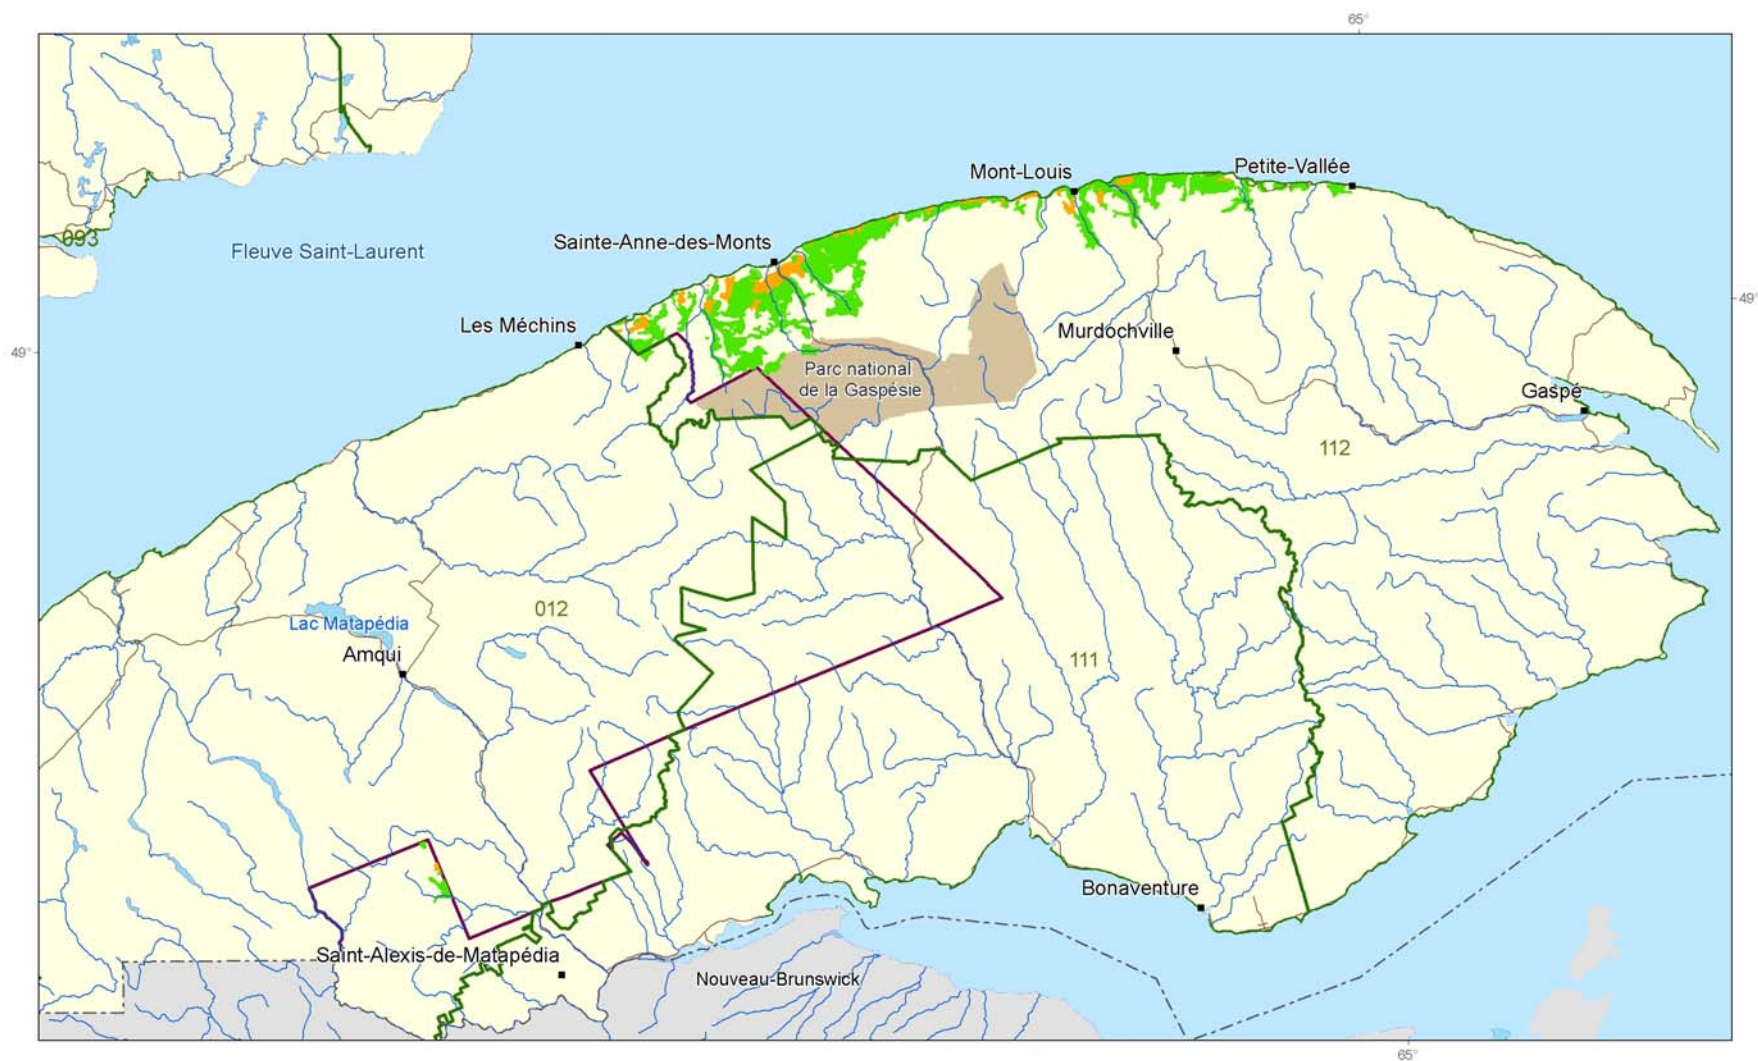 65°
Mont-Louis
Petite-Vallée
093
Fleuve Saint-Laurent
Sainte-Anne-des-Monts
49°
Les Méchins
Murdochville
49°
Parc national
de la Gaspésie
Gaspé
112
012
Lac Matapédia
Amqui
111
Bonaventure
Saint-Alexis-de-Matapédia
Nouveau-Brunswick
65°